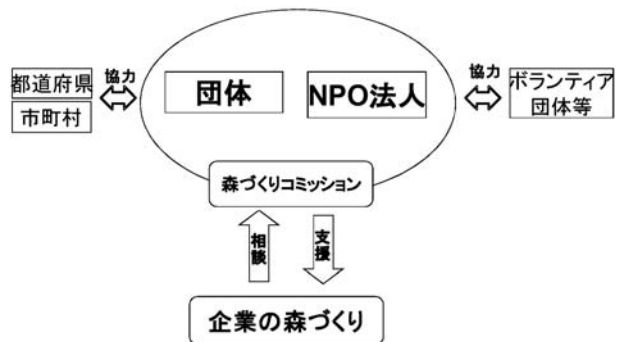 都道府県
市町村
協力
団体
NPO法人
協力
ボランティア
団体等
森づくりコミッション
相談
支援
企業の森づくり